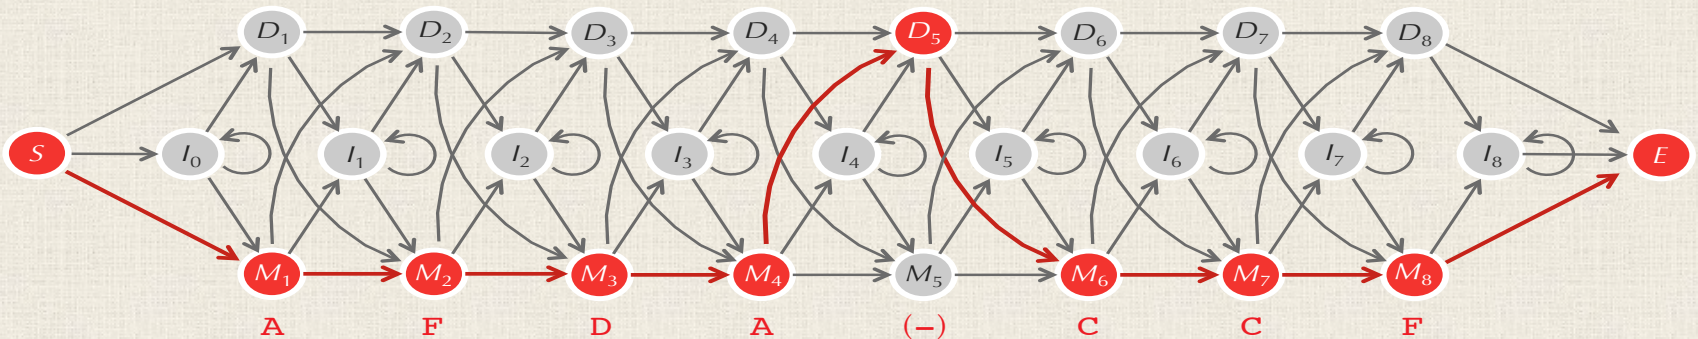 D₁ D₂ D₃ D₄ D₅ D₆ D₇ D₈
S I₀ I₁ I₂ I₃ I₄ I₅ I₆ I₇ I₈ E
M₁ M₂ M₃ M₄ M₅ M₆ M₇ M₈
A F D A (–) C C F